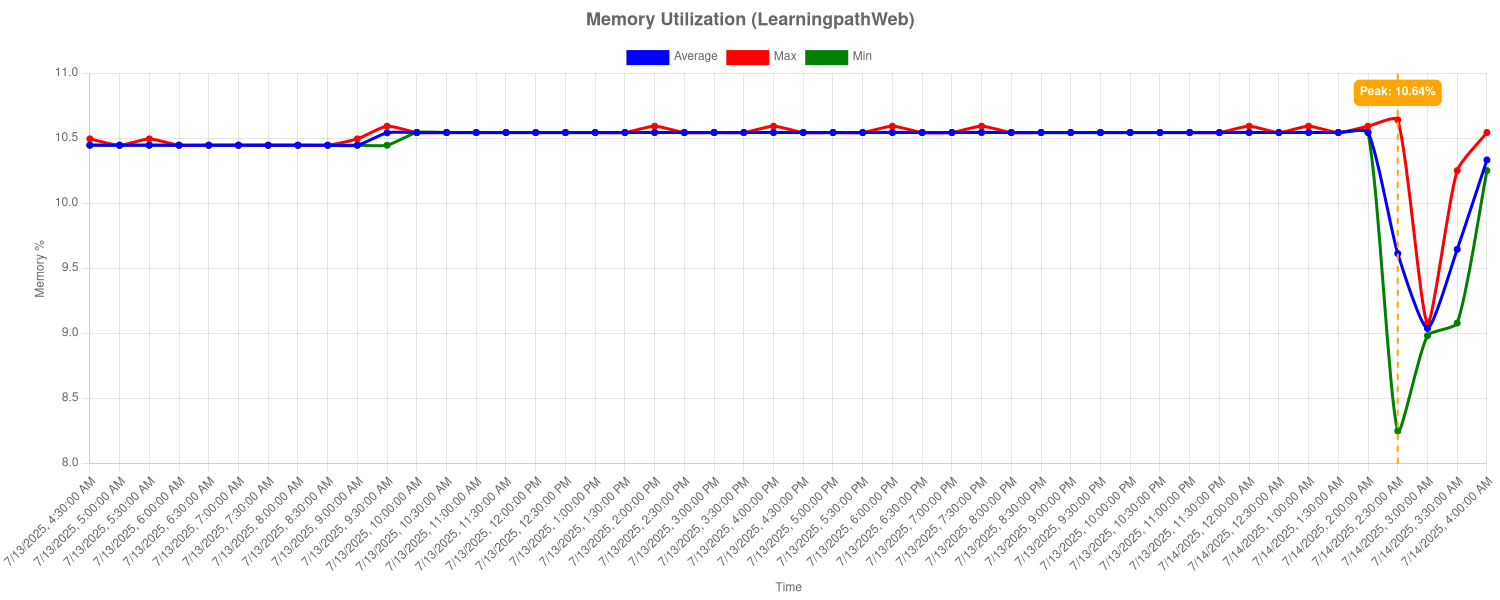 Memory Utilization (LearningpathWeb)
Average Max Min
Peak: 10.64%
11.0
10.5
10.0
9.5
9.0
8.5
8.0
Memory %
7/13/2025, 4:30:00 AM
7/13/2025, 5:00:00 AM
7/13/2025, 5:30:00 AM
7/13/2025, 6:00:00 AM
7/13/2025, 6:30:00 AM
7/13/2025, 7:00:00 AM
7/13/2025, 7:30:00 AM
7/13/2025, 8:00:00 AM
7/13/2025, 8:30:00 AM
7/13/2025, 9:00:00 AM
7/13/2025, 9:30:00 AM
7/13/2025, 10:00:00 AM
7/13/2025, 10:30:00 AM
7/13/2025, 11:00:00 AM
7/13/2025, 11:30:00 AM
7/13/2025, 12:00:00 PM
7/13/2025, 12:30:00 PM
7/13/2025, 1:00:00 PM
7/13/2025, 1:30:00 PM
7/13/2025, 2:00:00 PM
7/13/2025, 2:30:00 PM
7/13/2025, 3:00:00 PM
7/13/2025, 3:30:00 PM
7/13/2025, 4:00:00 PM
7/13/2025, 4:30:00 PM
7/13/2025, 5:00:00 PM
7/13/2025, 5:30:00 PM
7/13/2025, 6:00:00 PM
7/13/2025, 6:30:00 PM
7/13/2025, 7:00:00 PM
7/13/2025, 7:30:00 PM
7/13/2025, 8:00:00 PM
7/13/2025, 8:30:00 PM
7/13/2025, 9:00:00 PM
7/13/2025, 9:30:00 PM
7/13/2025, 10:00:00 PM
7/13/2025, 10:30:00 PM
7/13/2025, 11:00:00 PM
7/13/2025, 11:30:00 PM
7/14/2025, 12:00:00 AM
7/14/2025, 12:30:00 AM
7/14/2025, 1:00:00 AM
7/14/2025, 1:30:00 AM
7/14/2025, 2:00:00 AM
7/14/2025, 2:30:00 AM
7/14/2025, 3:00:00 AM
7/14/2025, 3:30:00 AM
7/14/2025, 4:00:00 AM
Time